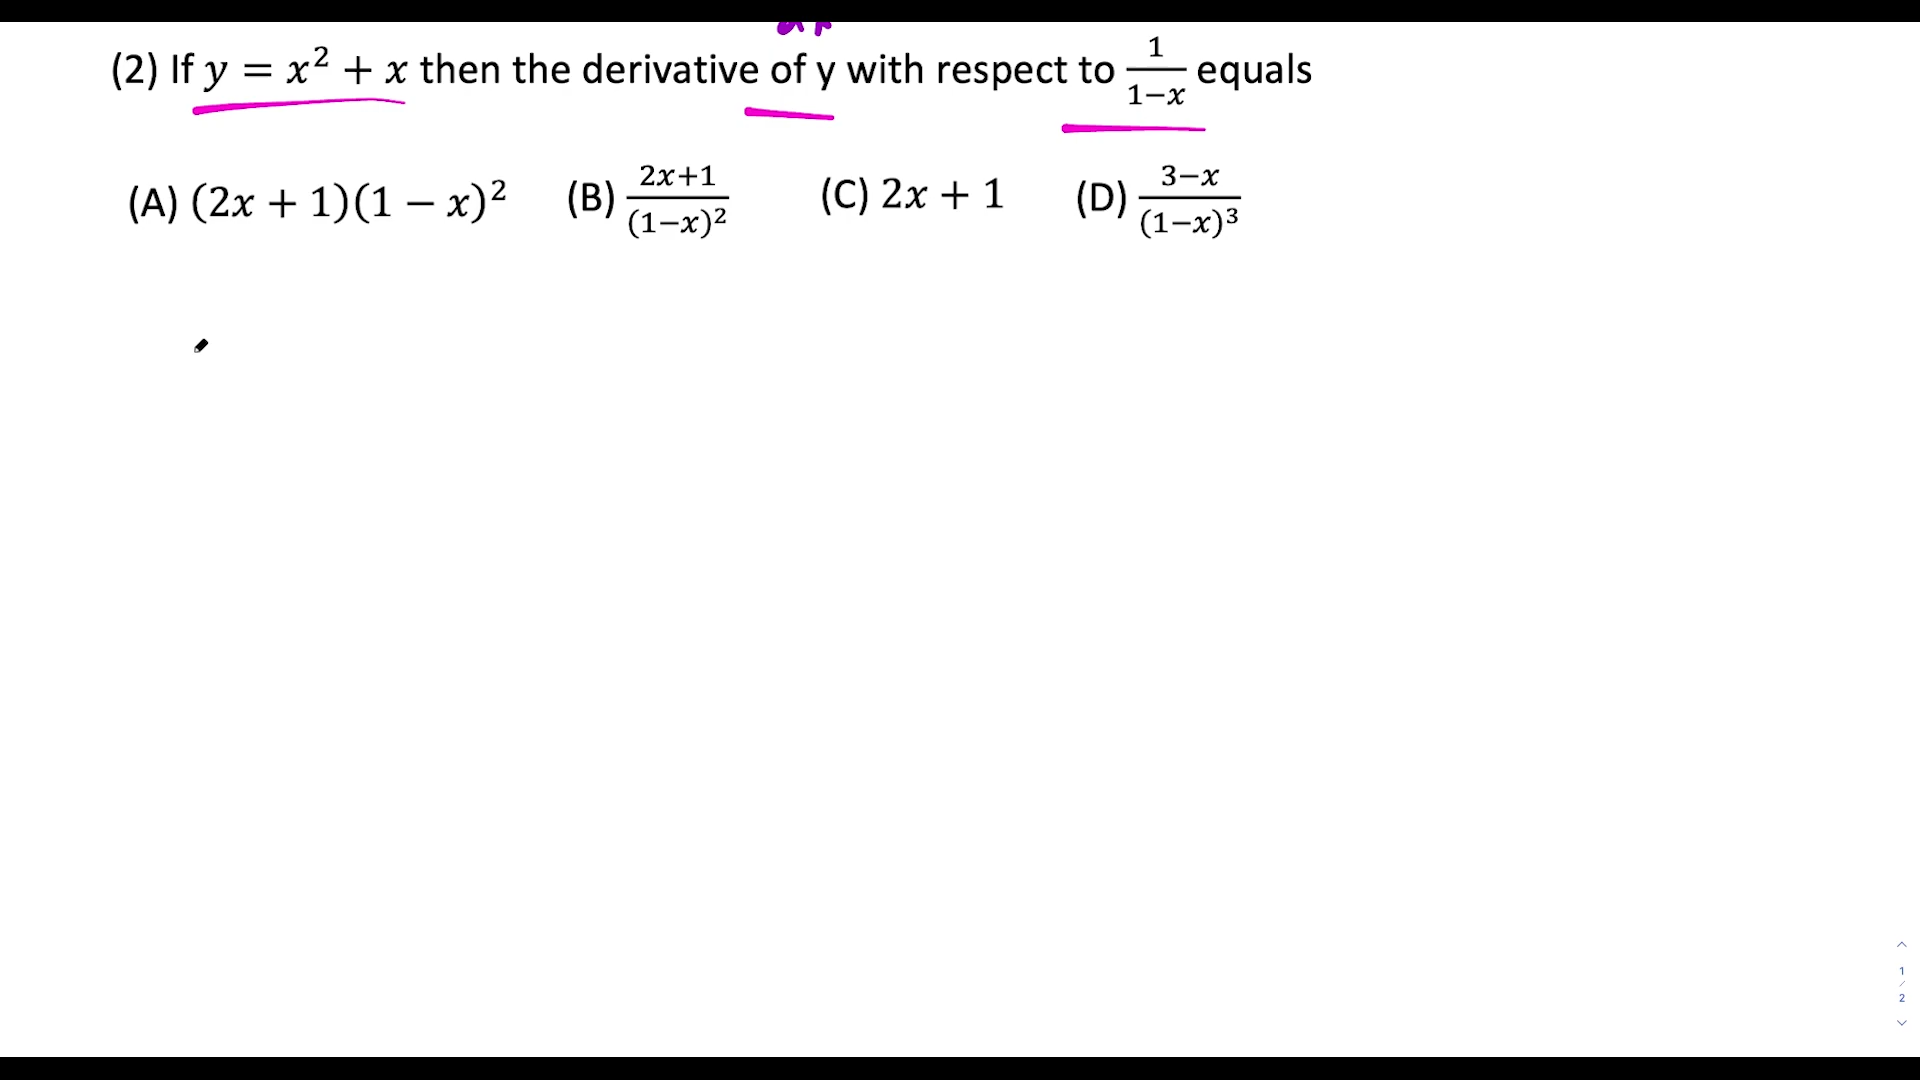 (2) If y = x² + x then the derivative of y with respect to 1/(1−x) equals
(A) (2x + 1)(1 − x)² (B) (2x+1)/(1−x)² (C) 2x + 1 (D) (3−x)/(1−x)³
1
/
2